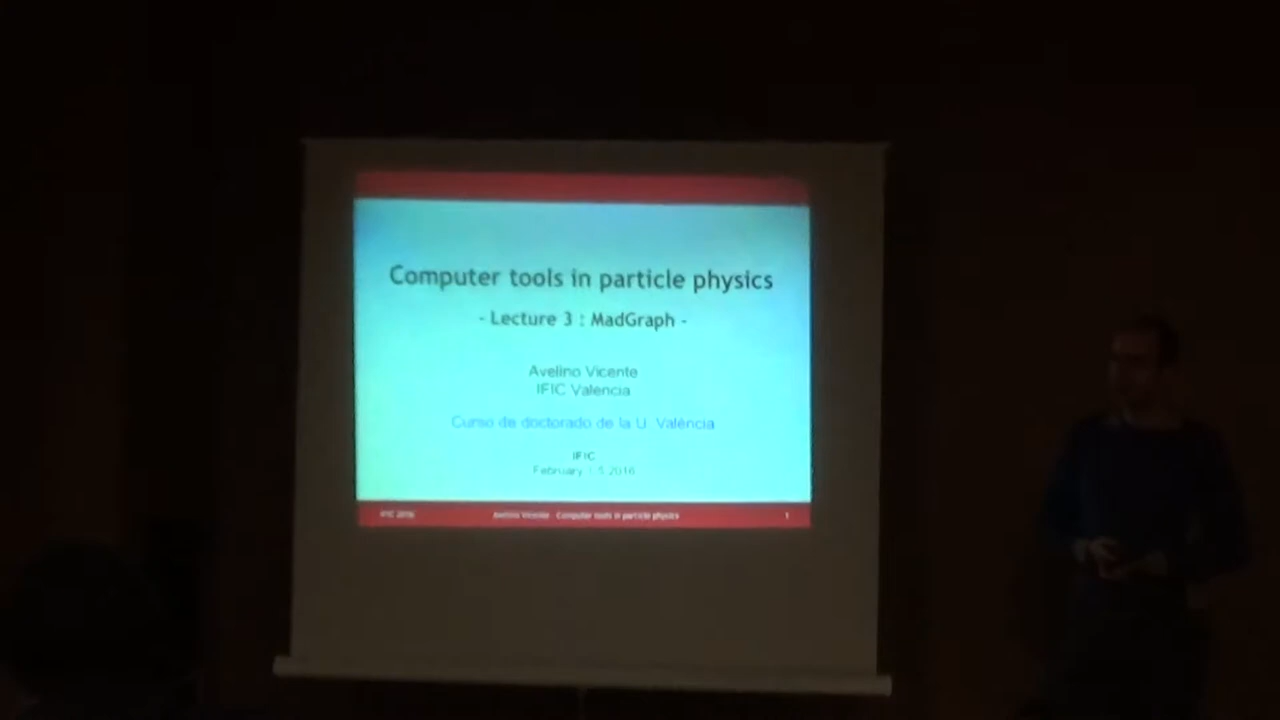 Computer tools in particle physics
- Lecture 3 : MadGraph -
Avelino Vicente
IFIC Valencia
Curso de doctorado de la U. València
IFIC
February 1-5 2016
IFIC 2016
Avelino Vicente - Computer tools in particle physics
1